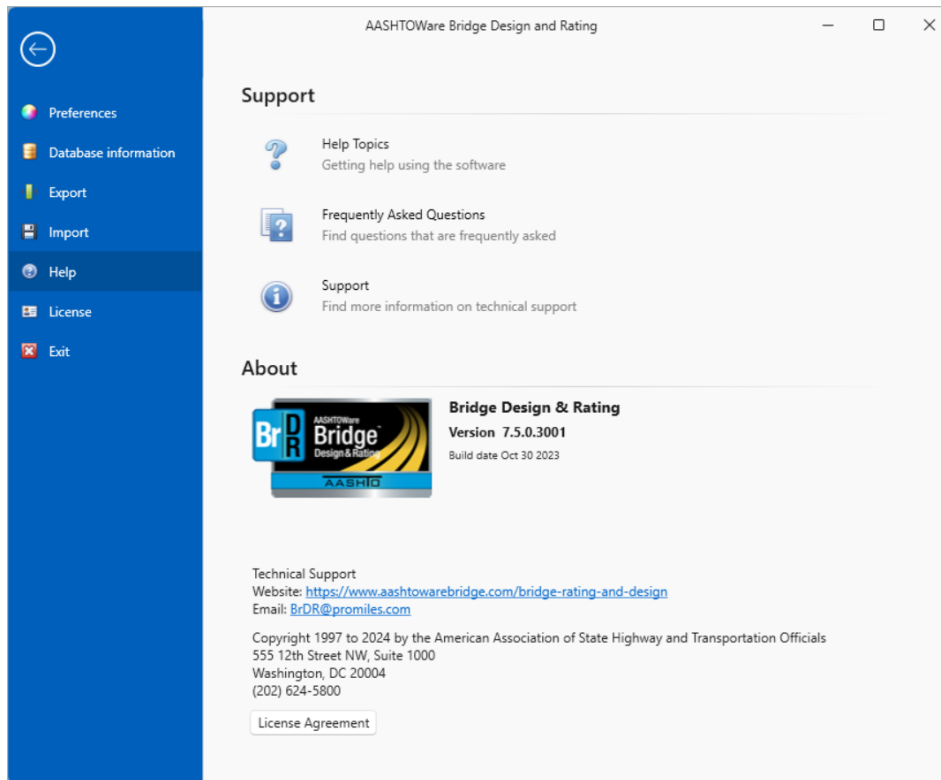 AASHTOWare Bridge Design and Rating
Preferences
Database information
Export
Import
Help
License
Exit
Support
Help Topics
Getting help using the software
Frequently Asked Questions
Find questions that are frequently asked
Support
Find more information on technical support
About
BrDR
AASHTOWare
Bridge™
Design & Rating
AASHTO
Bridge Design & Rating
Version 7.5.0.3001
Build date Oct 30 2023
Technical Support
Website: https://www.aashtowarebridge.com/bridge-rating-and-design
Email: BrDR@promiles.com
Copyright 1997 to 2024 by the American Association of State Highway and Transportation Officials
555 12th Street NW, Suite 1000
Washington, DC 20004
(202) 624-5800
License Agreement